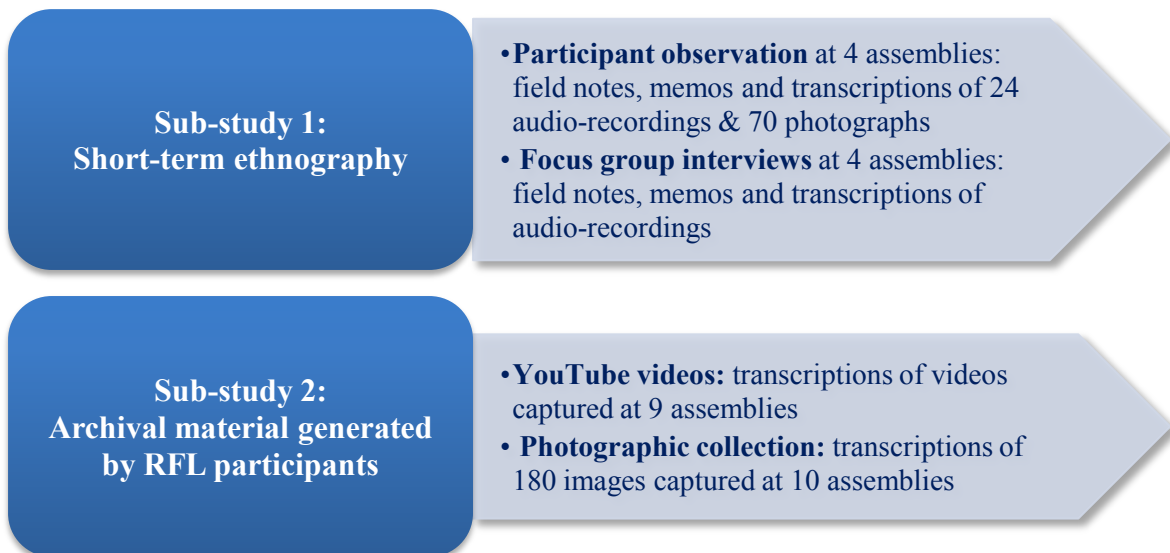 Sub-study 1:
Short-term ethnography
•Participant observation at 4 assemblies:
field notes, memos and transcriptions of 24
audio-recordings & 70 photographs
• Focus group interviews at 4 assemblies:
field notes, memos and transcriptions of
audio-recordings
Sub-study 2:
Archival material generated
by RFL participants
•YouTube videos: transcriptions of videos
captured at 9 assemblies
• Photographic collection: transcriptions of
180 images captured at 10 assemblies